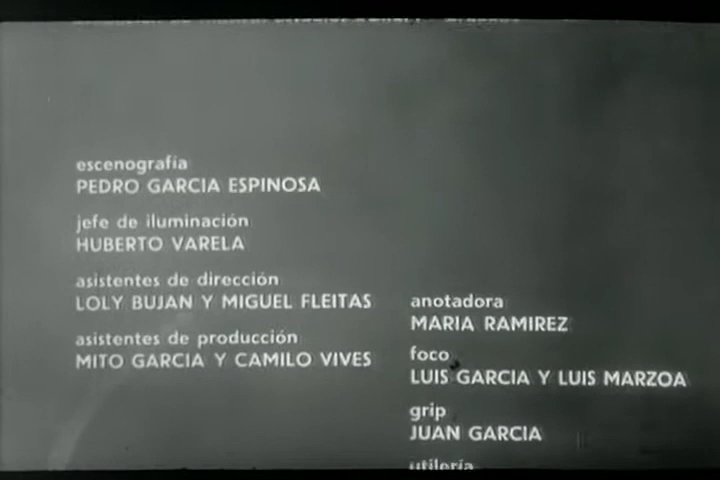 escenografía
PEDRO GARCIA ESPINOSA
jefe de iluminación
HUBERTO VARELA
asistentes de dirección
LOLY BUJAN Y MIGUEL FLEITAS
asistentes de producción
MITO GARCIA Y CAMILO VIVES
anotadora
MARIA RAMIREZ
foco
LUIS GARCIA Y LUIS MARZOA
grip
JUAN GARCIA
utilería